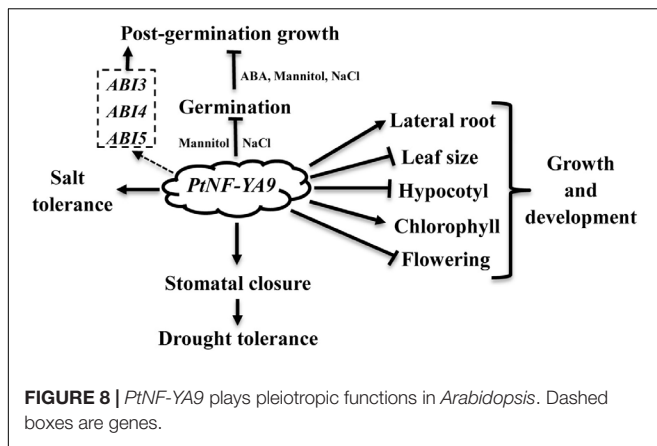 Post-germination growth
ABI3
ABI4
ABI5
ABA, Mannitol, NaCl
Germination
Mannitol NaCl
Salt
tolerance
PtNF-YA9
Lateral root
Leaf size
Hypocotyl
Chlorophyll
Flowering
Growth
and
development
Stomatal closure
Drought tolerance
FIGURE 8 | PtNF-YA9 plays pleiotropic functions in Arabidopsis. Dashed
boxes are genes.